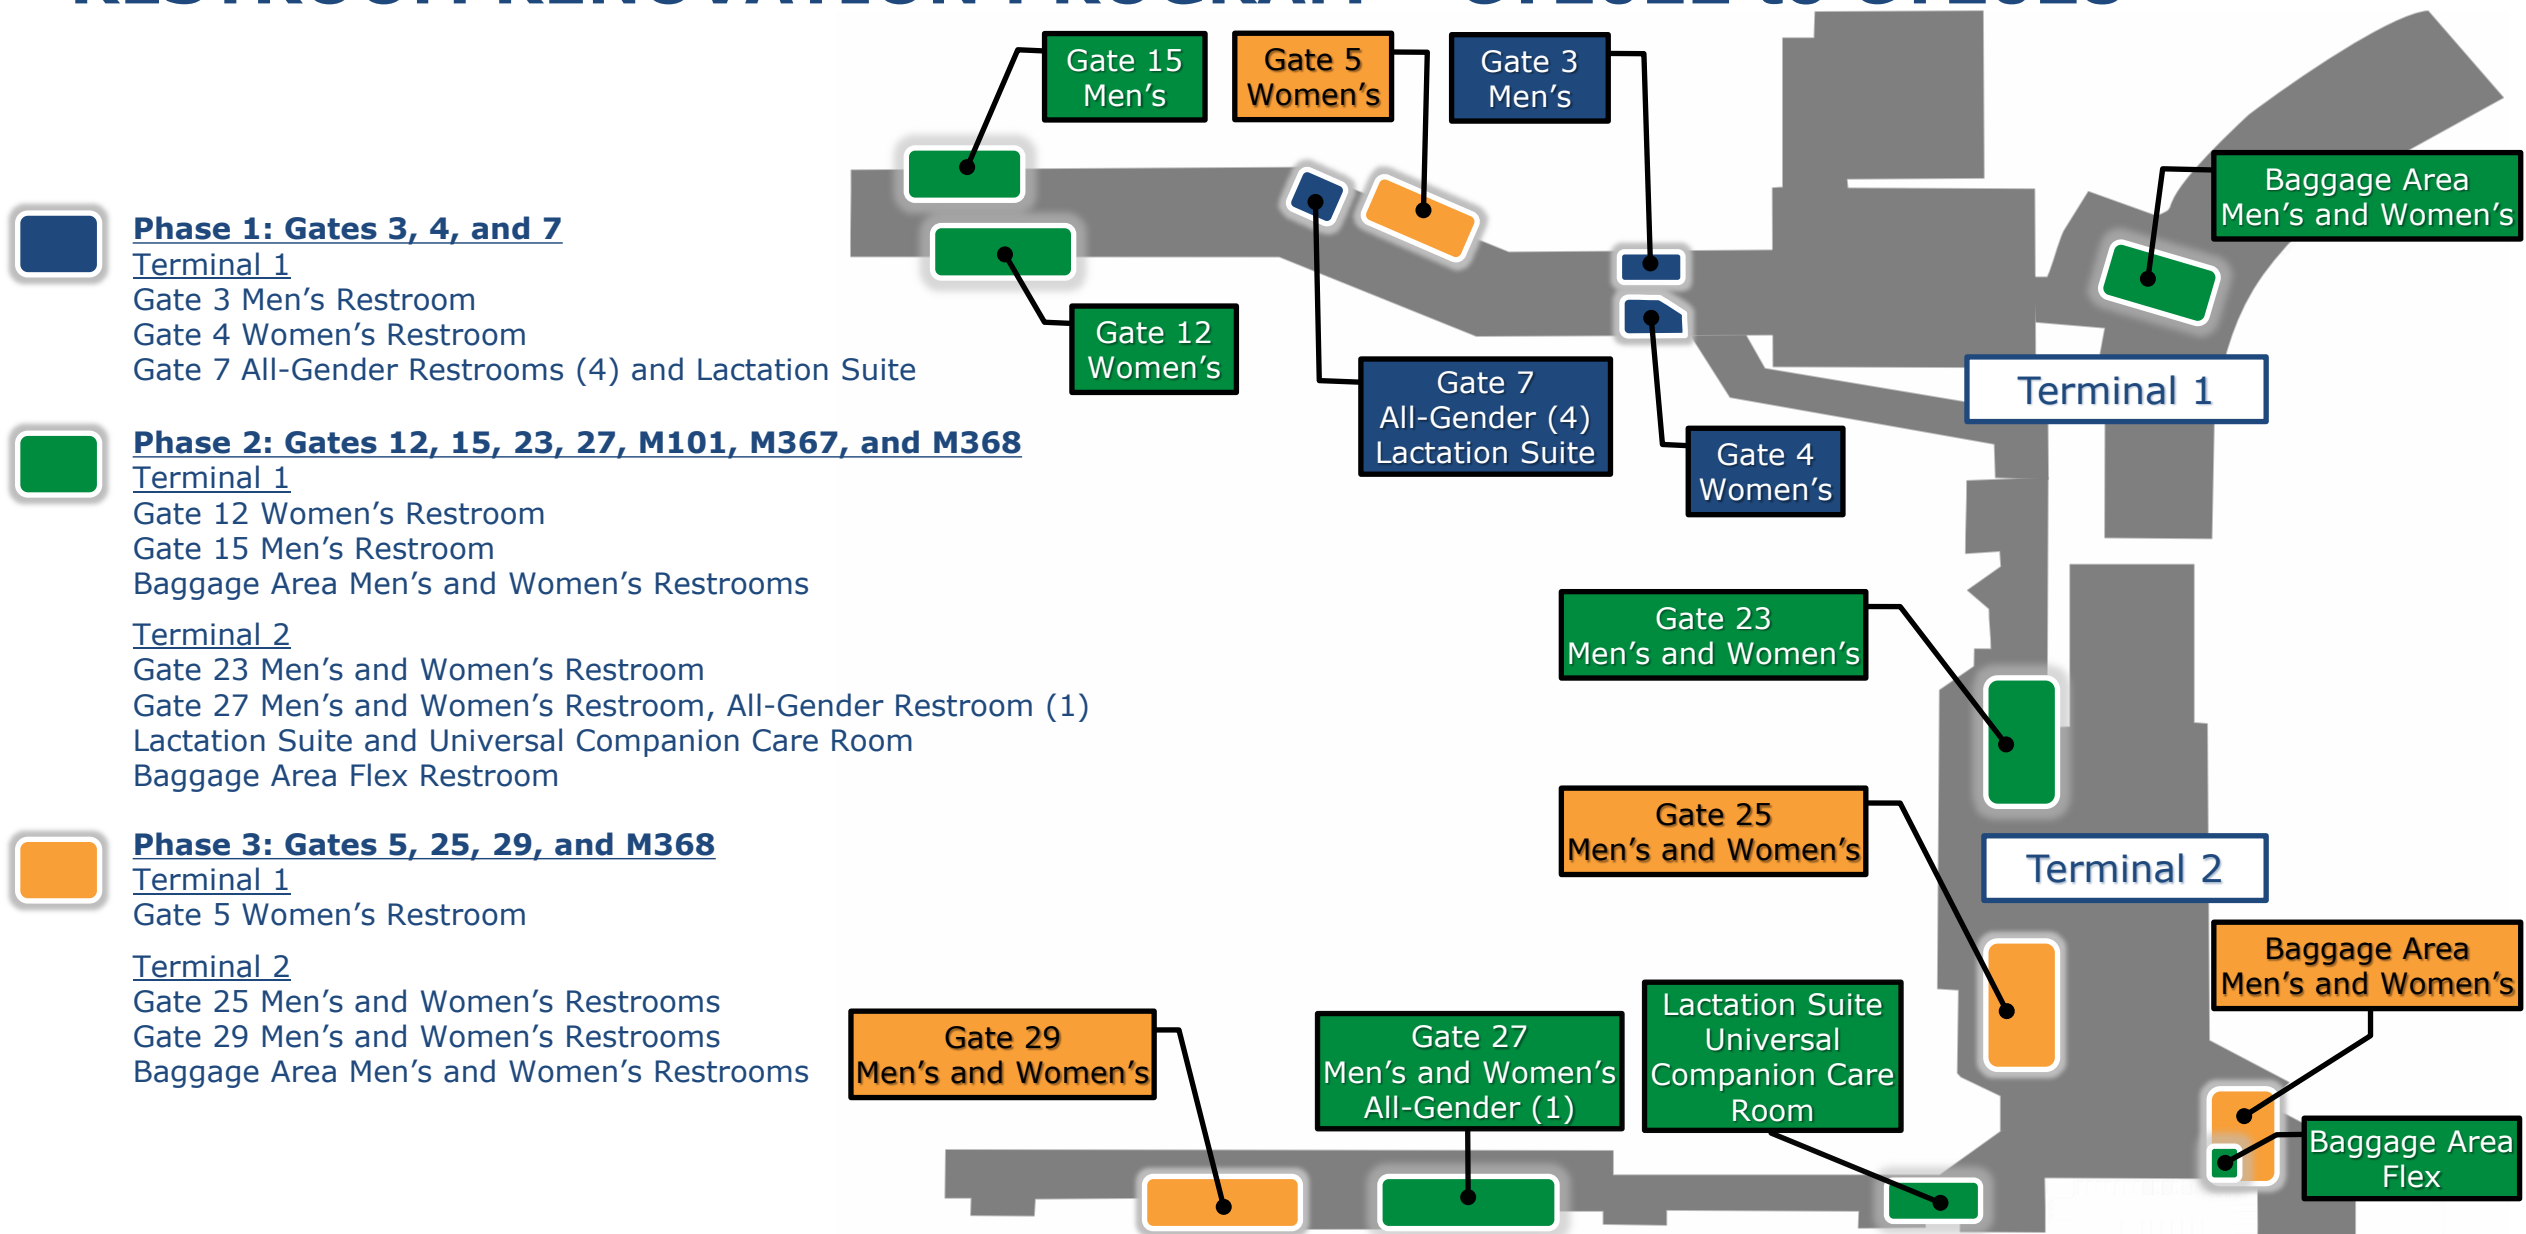 RESTROOM RENOVATION PROGRAM
Gate 15
Men's
Gate 5
Women's
Gate 3
Men's
Baggage Area
Men's and Women's
Phase 1: Gates 3, 4, and 7
Terminal 1
Gate 3 Men's Restroom
Gate 4 Women's Restroom
Gate 7 All-Gender Restrooms (4) and Lactation Suite
Gate 12
Women's
Gate 7
All-Gender (4)
Lactation Suite
Gate 4
Women's
Terminal 1
Phase 2: Gates 12, 15, 23, 27, M101, M367, and M368
Terminal 1
Gate 12 Women's Restroom
Gate 15 Men's Restroom
Baggage Area Men's and Women's Restrooms
Terminal 2
Gate 23 Men's and Women's Restroom
Gate 27 Men's and Women's Restroom, All-Gender Restroom (1)
Lactation Suite and Universal Companion Care Room
Baggage Area Flex Restroom
Gate 23
Men's and Women's
Gate 25
Men's and Women's
Terminal 2
Phase 3: Gates 5, 25, 29, and M368
Terminal 1
Gate 5 Women's Restroom
Terminal 2
Gate 25 Men's and Women's Restrooms
Gate 29 Men's and Women's Restrooms
Baggage Area Men's and Women's Restrooms
Baggage Area
Men's and Women's
Gate 29
Men's and Women's
Gate 27
Men's and Women's
All-Gender (1)
Lactation Suite
Universal
Companion Care
Room
Baggage Area
Flex